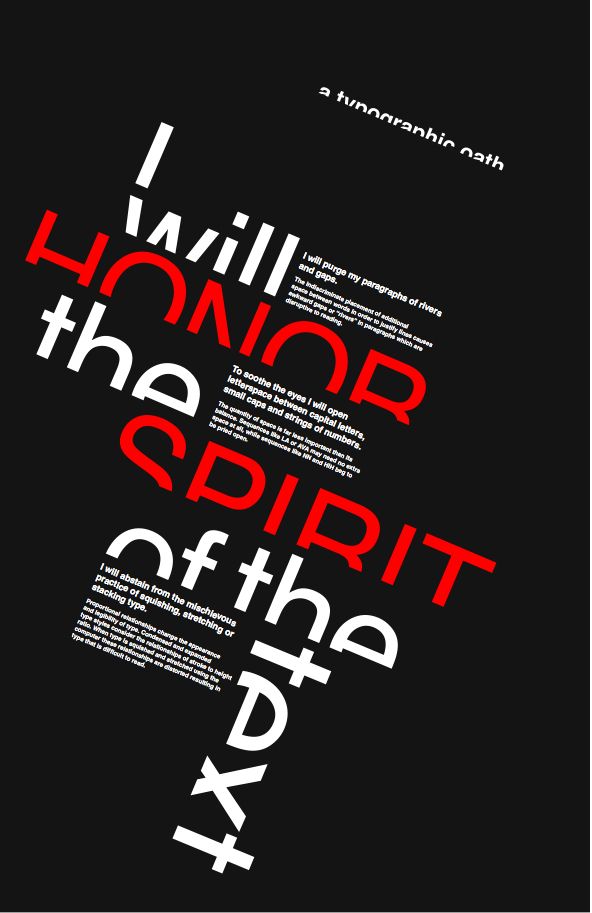 a typographic oath
I
will
HONOR
I will purge my paragraphs of rivers
and gaps.
The indiscriminate placement of additional
space between words in order to justify lines causes
awkward gaps or "rivers" in paragraphs which are
disruptive to reading.
the
To soothe the eyes I will open
letterspace between capital letters,
small caps and strings of numbers.
The quantity of space is far less important than its
balance. Sequences like LA or AVA may need no extra
space at all, while sequences like NN and HIH beg to
be pried open.
SPIRIT
of the
I will abstain from the mischievous
practice of squishing, stretching or
stacking type.
Proportional relationships change the appearance
and legibility of type. Condensed and expanded
type styles consider the relationships of stroke to height
ratio. When type is squished and stretched using the
computer these relationships are distorted resulting in
type that is difficult to read.
text